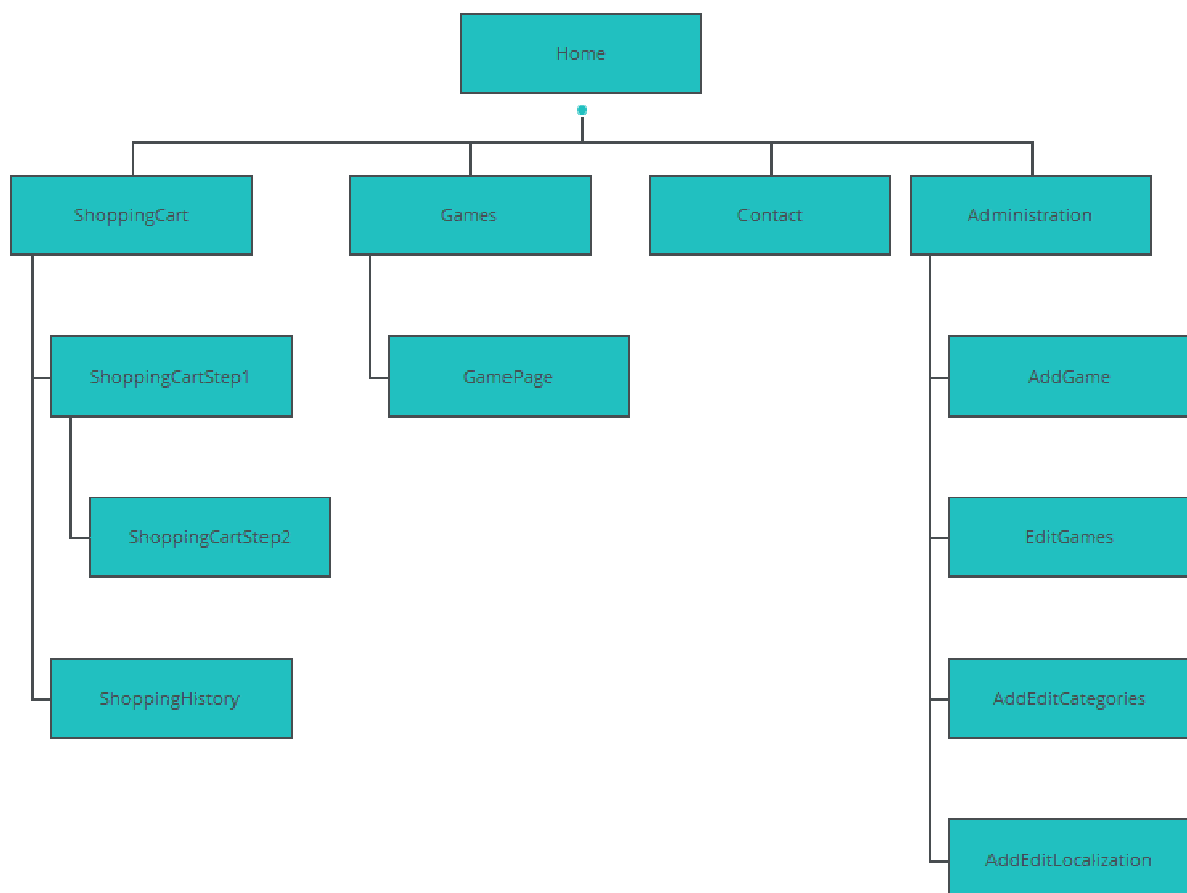 Home
ShoppingCart
Games
Contact
Administration
ShoppingCartStep1
GamePage
AddGame
ShoppingCartStep2
EditGames
ShoppingHistory
AddEditCategories
AddEditLocalization